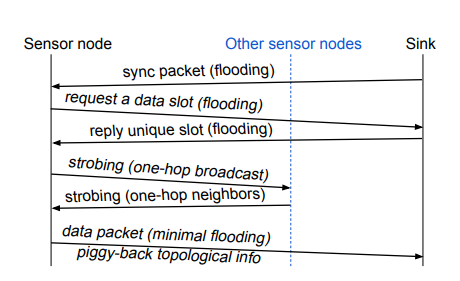 Sensor node Other sensor nodes Sink
sync packet (flooding)
request a data slot (flooding)
reply unique slot (flooding)
strobing (one-hop broadcast)
strobing (one-hop neighbors)
data packet (minimal flooding)
piggy-back topological info